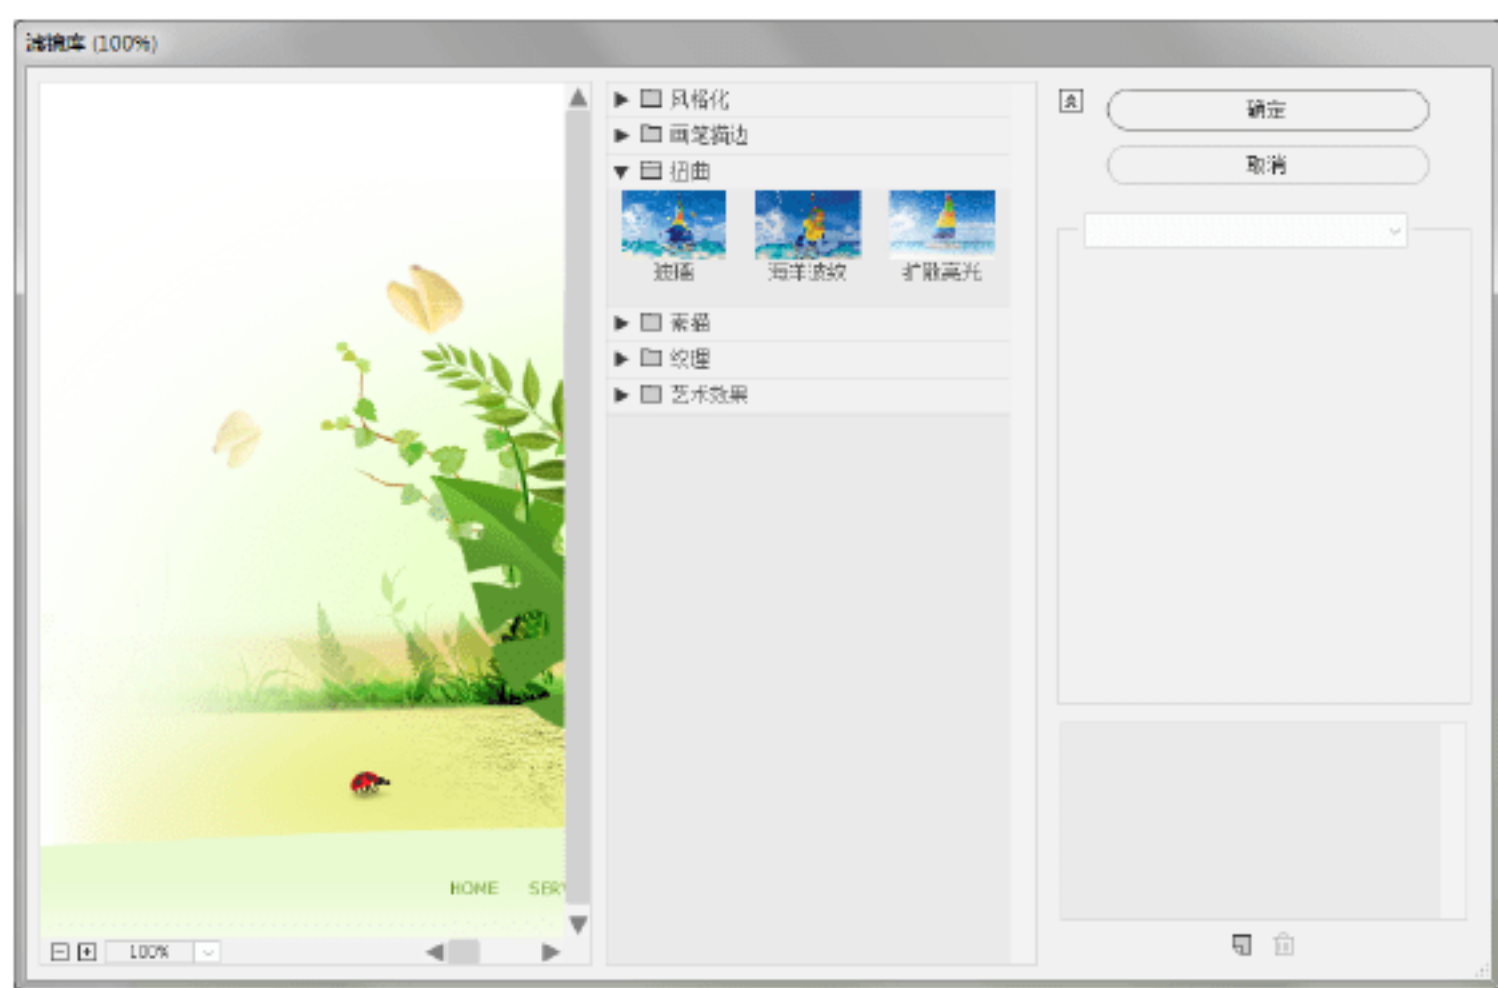 滤镜库 (100%)
风格化
画笔描边
扭曲
玻璃
海洋波纹
扩散亮光
素描
纹理
艺术效果
确定
取消
HOME SERV
100%